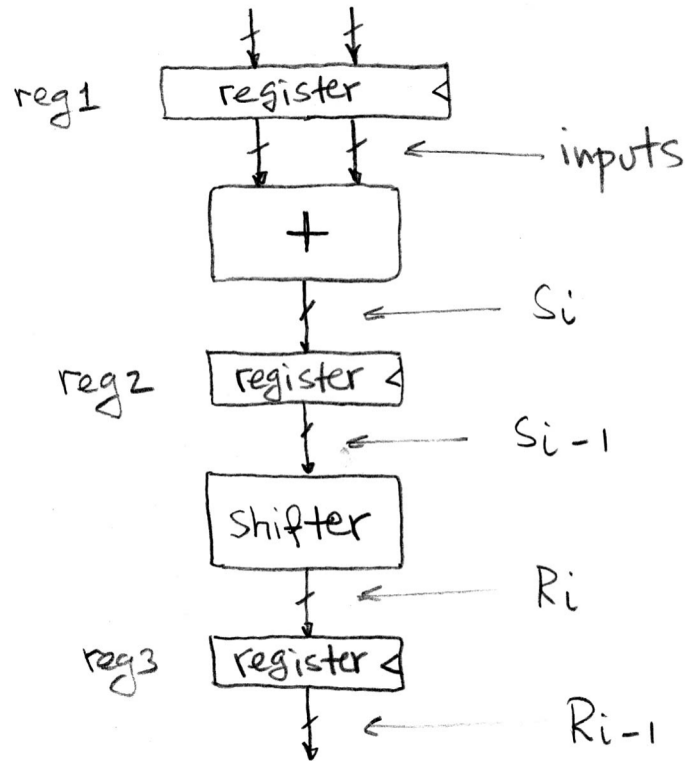 reg1 register
inputs
+
Si
reg2 register
Si-1
Shifter
Ri
reg3 register
Ri-1